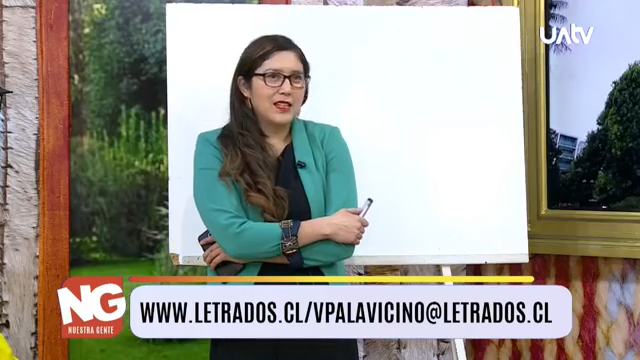 UATV
NG
NUESTRA GENTE
WWW.LETRADOS.CL/VPALAVICINO@LETRADOS.CL